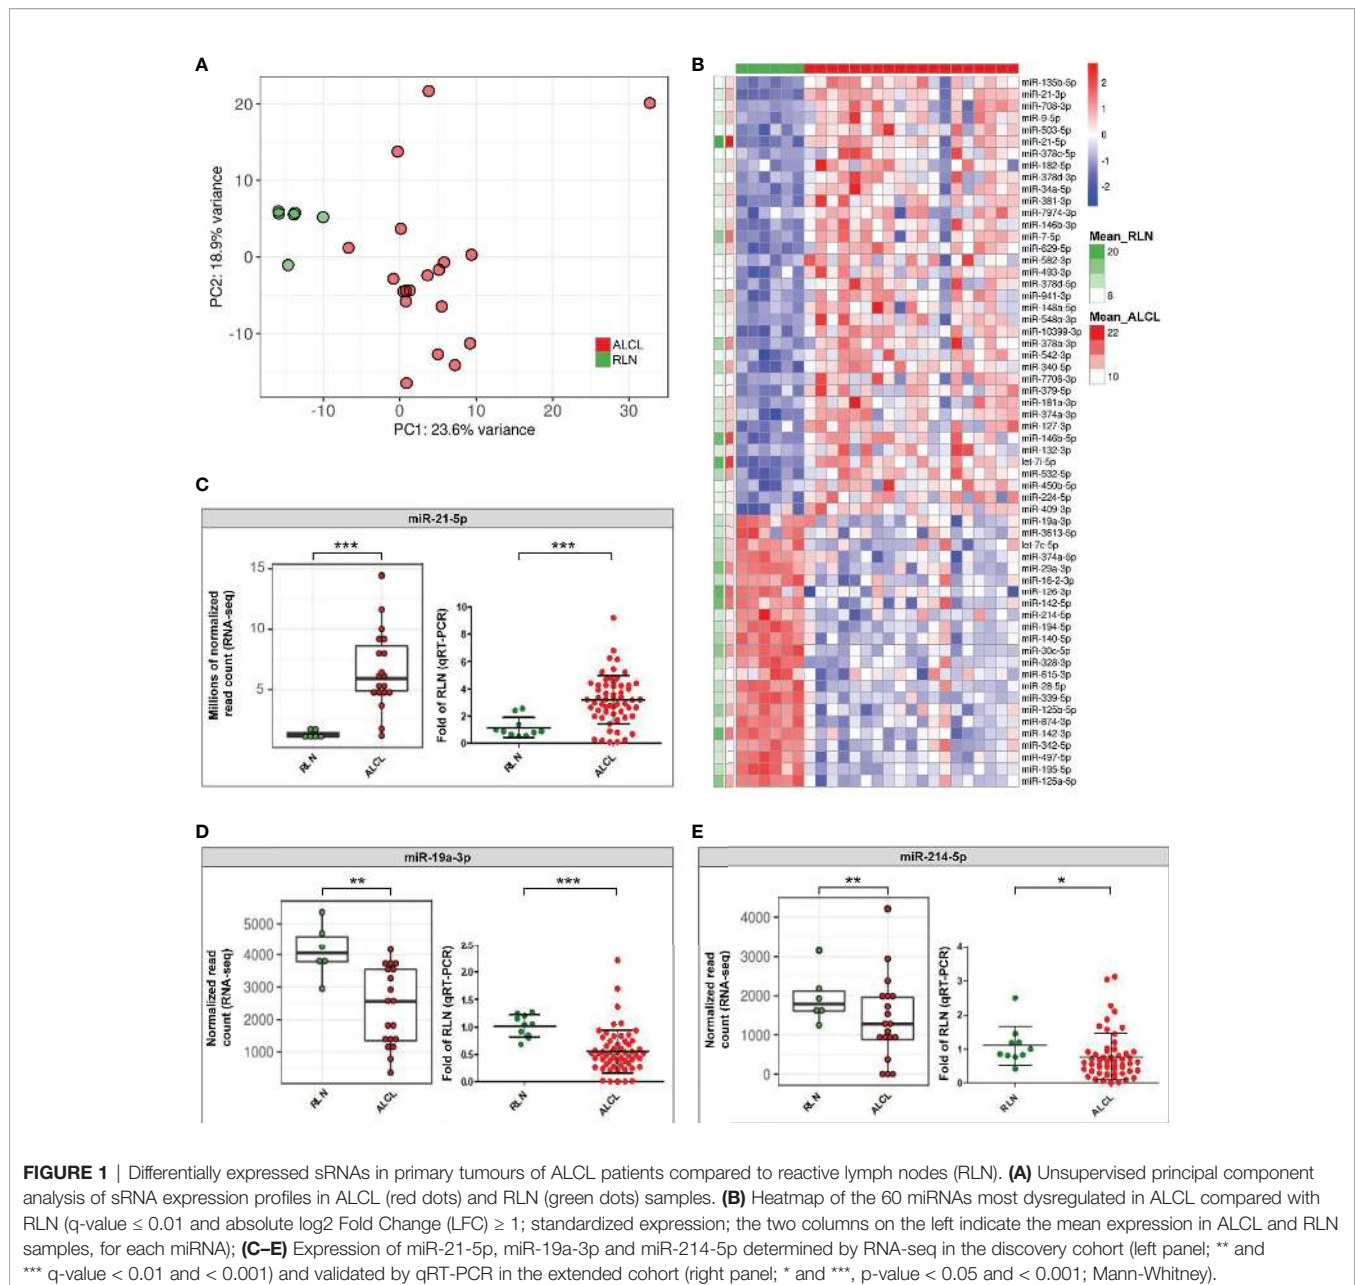 A
20
10
0
-10
PC2: 18.9% variance
-10
0
10
20
30
PC1: 23.6% variance
ALCL
RLN
B
miR-135b-5p
miR-21-3p
miR-708-3p
miR-9-5p
miR-503-5p
miR-21-5p
miR-378c-5p
miR-182-5p
miR-378d-3p
miR-34a-5p
miR-381-3p
miR-7974-3p
miR-146b-3p
miR-7-5p
miR-629-5p
miR-582-3p
miR-493-3p
miR-378d-5p
miR-941-3p
miR-148a-5p
miR-548o-3p
miR-10399-3p
miR-378a-3p
miR-542-3p
miR-340-5p
miR-7706-3p
miR-379-5p
miR-181a-3p
miR-374a-3p
miR-127-3p
miR-146b-5p
miR-132-3p
let-7i-5p
miR-532-5p
miR-450b-5p
miR-224-5p
miR-409-3p
miR-19a-3p
miR-3613-5p
let-7c-5p
miR-374a-5p
miR-29a-3p
miR-16-2-3p
miR-126-3p
miR-142-5p
miR-214-5p
miR-194-5p
miR-140-5p
miR-30c-5p
miR-328-3p
miR-615-3p
miR-28-5p
miR-339-5p
miR-125b-5p
miR-874-3p
miR-142-3p
miR-342-5p
miR-497-5p
miR-195-5p
miR-125a-5p
2
1
0
-1
-2
Mean_RLN
20
8
Mean_ALCL
22
10
C
miR-21-5p
***
15
10
5
Millions of normalized
read count (RNA-seq)
RLN
ALCL
***
10
8
6
4
2
0
Fold of RLN (qRT-PCR)
RLN
ALCL
D
miR-19a-3p
**
5000
4000
3000
2000
1000
Normalized read
count (RNA-seq)
RLN
ALCL
***
2.5
2.0
1.5
1.0
0.5
0.0
Fold of RLN (qRT-PCR)
RLN
ALCL
E
miR-214-5p
**
4000
3000
2000
1000
0
Normalized read
count (RNA-seq)
RLN
ALCL
*
4
3
2
1
0
Fold of RLN (qRT-PCR)
RLN
ALCL
FIGURE 1 | Differentially expressed sRNAs in primary tumours of ALCL patients compared to reactive lymph nodes (RLN). (A) Unsupervised principal component
analysis of sRNA expression profiles in ALCL (red dots) and RLN (green dots) samples. (B) Heatmap of the 60 miRNAs most dysregulated in ALCL compared with
RLN (q-value ≤ 0.01 and absolute log2 Fold Change (LFC) ≥ 1; standardized expression; the two columns on the left indicate the mean expression in ALCL and RLN
samples, for each miRNA); (C–E) Expression of miR-21-5p, miR-19a-3p and miR-214-5p determined by RNA-seq in the discovery cohort (left panel; ** and
*** q-value < 0.01 and < 0.001) and validated by qRT-PCR in the extended cohort (right panel; * and ***, p-value < 0.05 and < 0.001; Mann-Whitney).